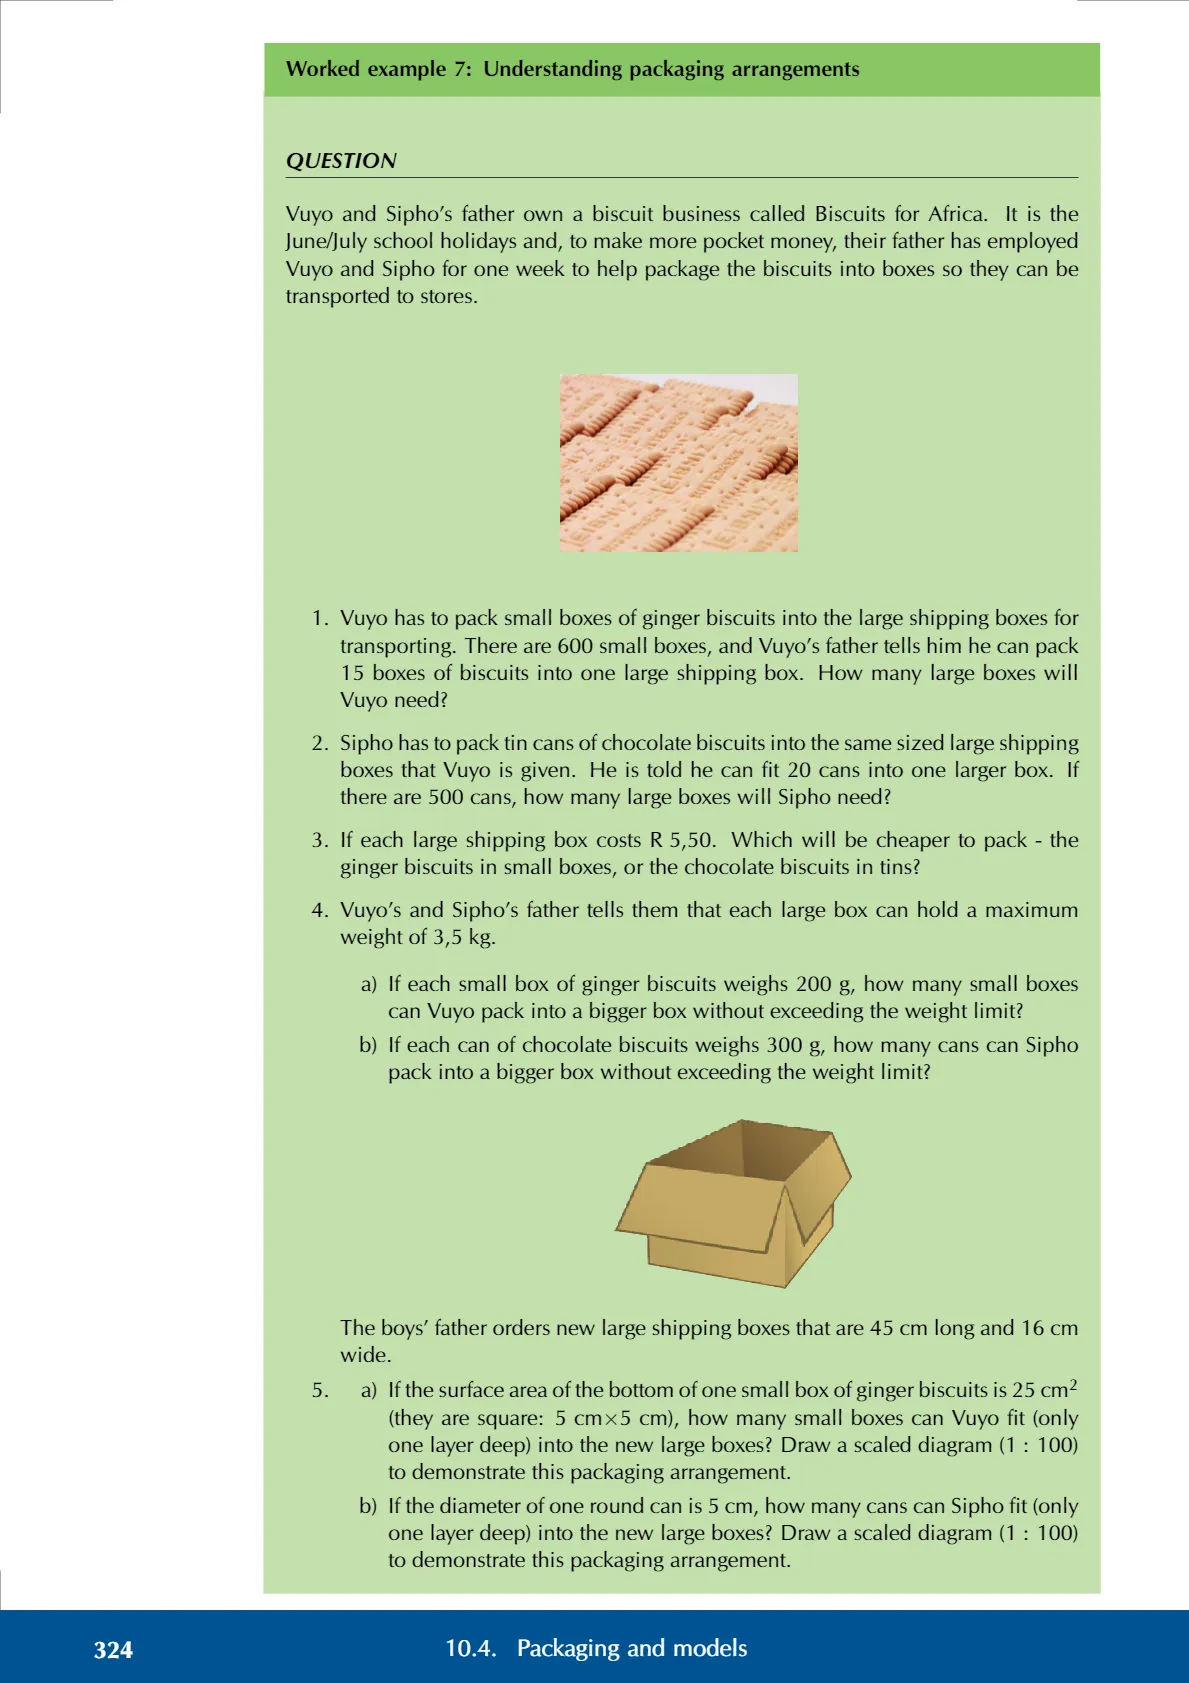 Worked example 7: Understanding packaging arrangements
QUESTION
Vuyo and Sipho's father own a biscuit business called Biscuits for Africa. It is the
June/July school holidays and, to make more pocket money, their father has employed
Vuyo and Sipho for one week to help package the biscuits into boxes so they can be
transported to stores.
1. Vuyo has to pack small boxes of ginger biscuits into the large shipping boxes for
transporting. There are 600 small boxes, and Vuyo's father tells him he can pack
15 boxes of biscuits into one large shipping box. How many large boxes will
Vuyo need?
2. Sipho has to pack tin cans of chocolate biscuits into the same sized large shipping
boxes that Vuyo is given. He is told he can fit 20 cans into one larger box. If
there are 500 cans, how many large boxes will Sipho need?
3. If each large shipping box costs R 5,50. Which will be cheaper to pack - the
ginger biscuits in small boxes, or the chocolate biscuits in tins?
4. Vuyo's and Sipho's father tells them that each large box can hold a maximum
weight of 3,5 kg.
a) If each small box of ginger biscuits weighs 200 g, how many small boxes
can Vuyo pack into a bigger box without exceeding the weight limit?
b) If each can of chocolate biscuits weighs 300 g, how many cans can Sipho
pack into a bigger box without exceeding the weight limit?
The boys' father orders new large shipping boxes that are 45 cm long and 16 cm
wide.
5. a) If the surface area of the bottom of one small box of ginger biscuits is 25 cm²
(they are square: 5 cm×5 cm), how many small boxes can Vuyo fit (only
one layer deep) into the new large boxes? Draw a scaled diagram (1 : 100)
to demonstrate this packaging arrangement.
b) If the diameter of one round can is 5 cm, how many cans can Sipho fit (only
one layer deep) into the new large boxes? Draw a scaled diagram (1 : 100)
to demonstrate this packaging arrangement.
324 10.4. Packaging and models